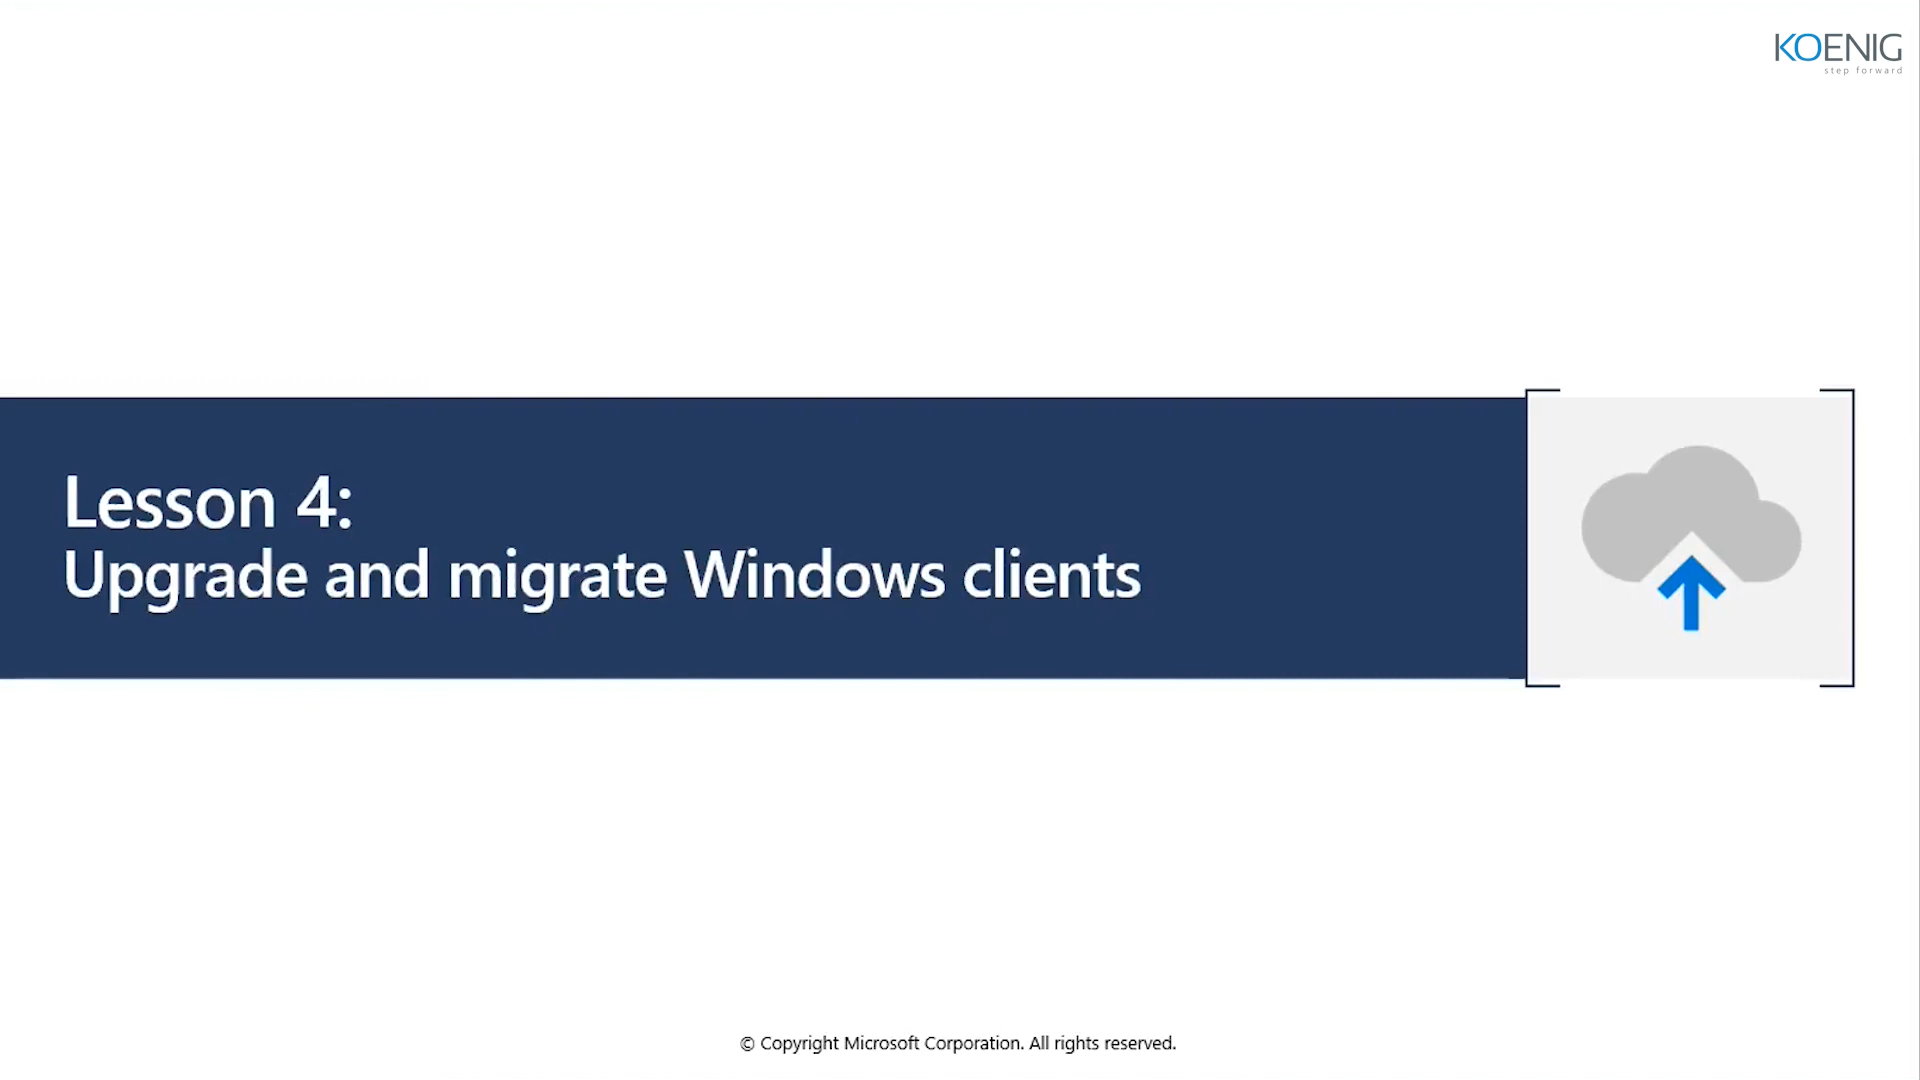 KOENIG
step forward
Lesson 4:
Upgrade and migrate Windows clients
© Copyright Microsoft Corporation. All rights reserved.